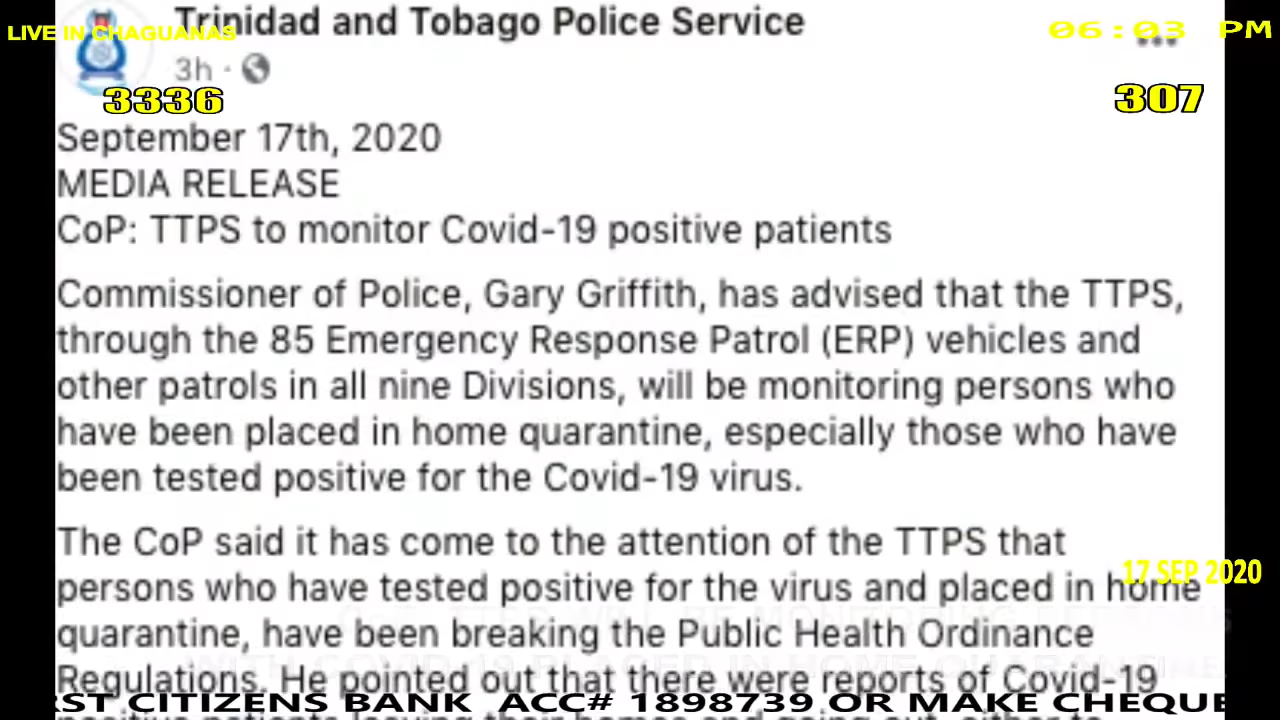 Trinidad and Tobago Police Service
LIVE IN CHAGUANAS
06:03 PM
3h ·
3336
307
September 17th, 2020
MEDIA RELEASE
CoP: TTPS to monitor Covid-19 positive patients
Commissioner of Police, Gary Griffith, has advised that the TTPS,
through the 85 Emergency Response Patrol (ERP) vehicles and
other patrols in all nine Divisions, will be monitoring persons who
have been placed in home quarantine, especially those who have
been tested positive for the Covid-19 virus.
The CoP said it has come to the attention of the TTPS that
17 SEP 2020
persons who have tested positive for the virus and placed in home
quarantine, have been breaking the Public Health Ordinance
Regulations. He pointed out that there were reports of Covid-19
RST CITIZENS BANK ACC# 1898739 OR MAKE CHEQUE